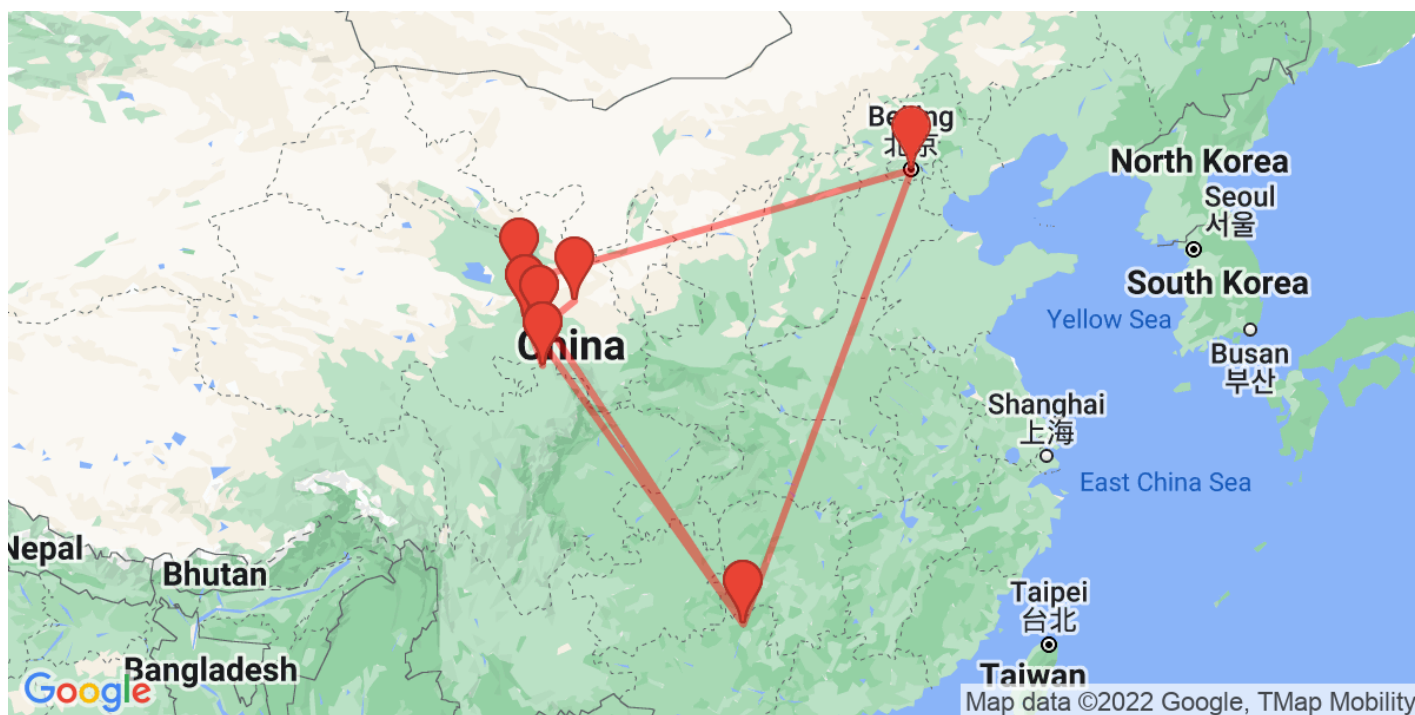 Beijing
北京
North Korea
Seoul
서울
South Korea
China
Yellow Sea
Busan
부산
Shanghai
上海
East China Sea
Nepal
Bhutan
Taipei
台北
Bangladesh
Taiwan
Google
Map data ©2022 Google, TMap Mobility